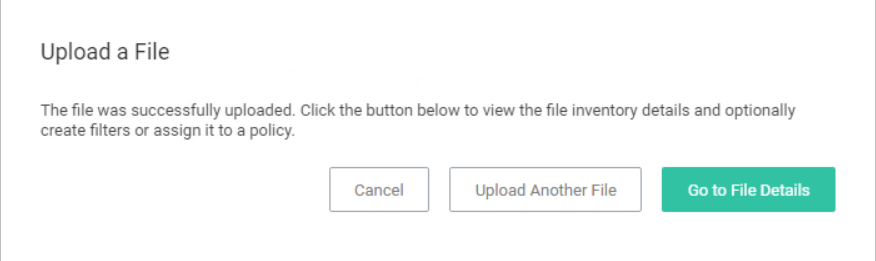 Upload a File
The file was successfully uploaded. Click the button below to view the file inventory details and optionally
create filters or assign it to a policy.
Cancel
Upload Another File
Go to File Details